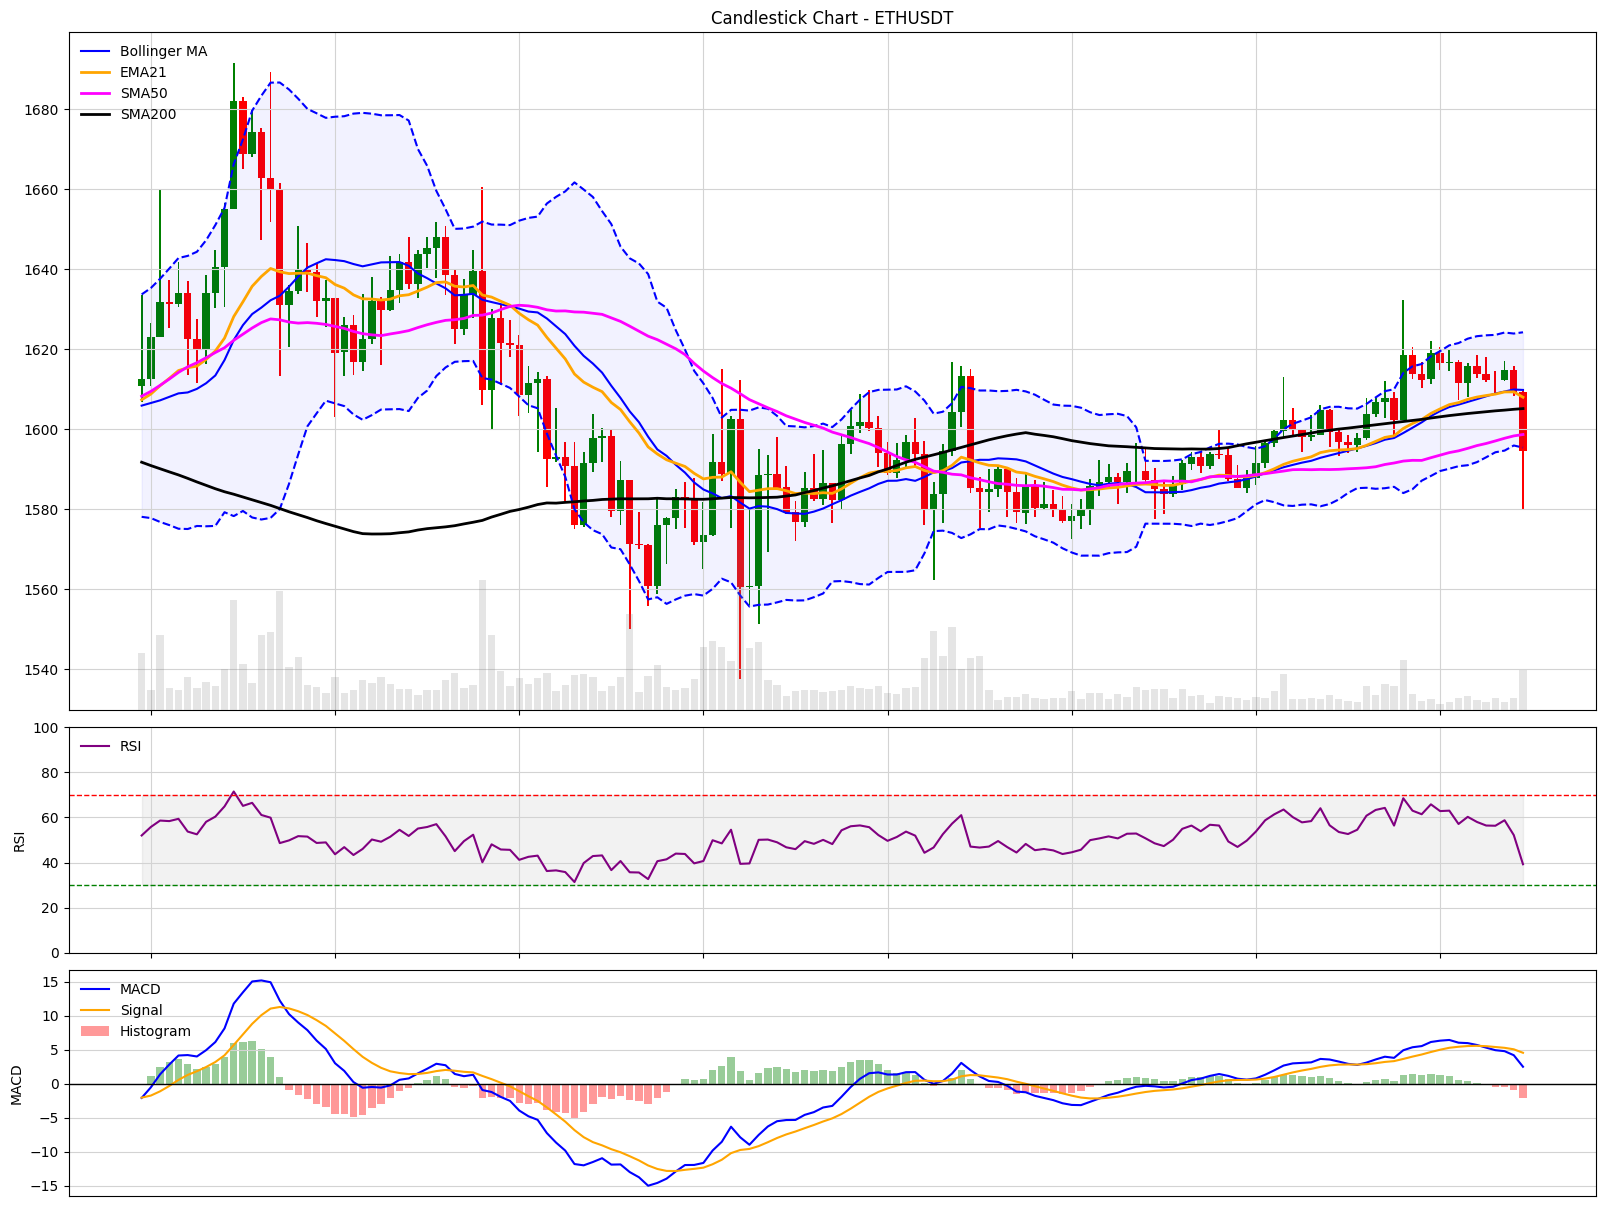 Candlestick Chart - ETHUSDT
Bollinger MA
EMA21
SMA50
SMA200
1680
1660
1640
1620
1600
1580
1560
1540
RSI
100
80
60
40
20
0
RSI
MACD
Signal
Histogram
15
10
5
0
−5
−10
−15
MACD